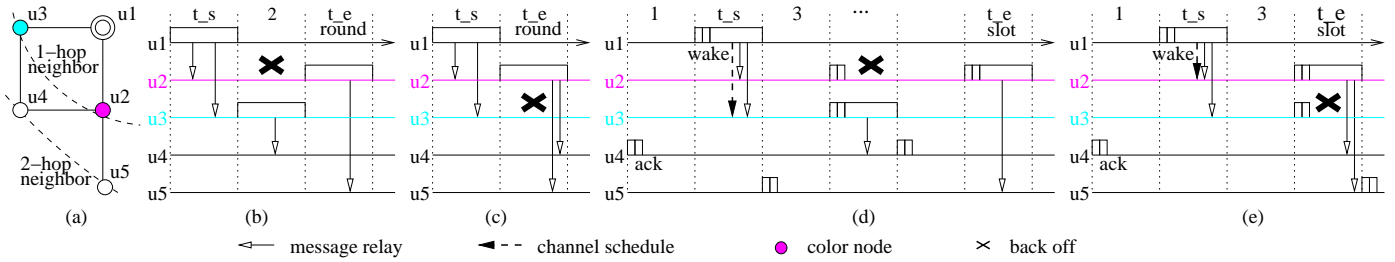 u3
u1
1-hop
neighbor
u4
u2
2-hop
neighbor
u5
(a)
t_s
2
t_e
round
u1
u2
u3
u4
u5
(b)
t_s
t_e
round
u1
u2
u3
u4
u5
(c)
1
t_s
3
...
t_e
slot
u1
wake
u2
u3
u4
ack
u5
(d)
1
t_s
3
t_e
slot
u1
wake
u2
u3
u4
ack
u5
(e)
message relay
channel schedule
color node
back off